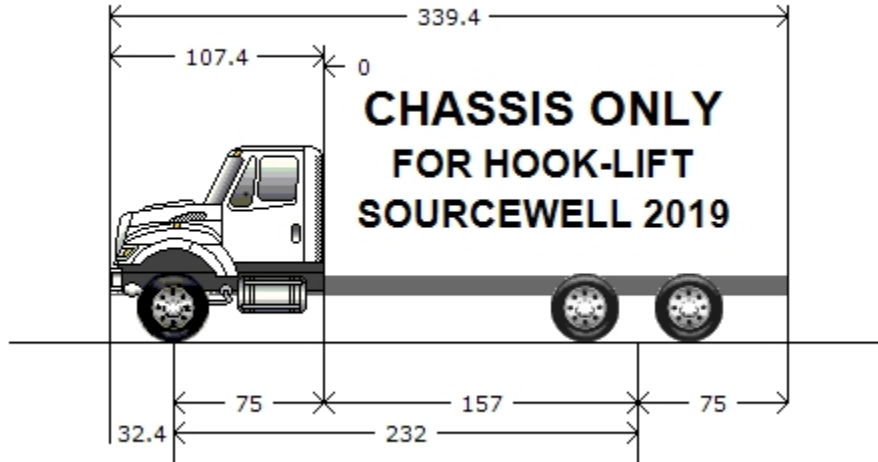 339.4
107.4
0
CHASSIS ONLY
FOR HOOK-LIFT
SOURCEWELL 2019
75
157
75
32.4
232